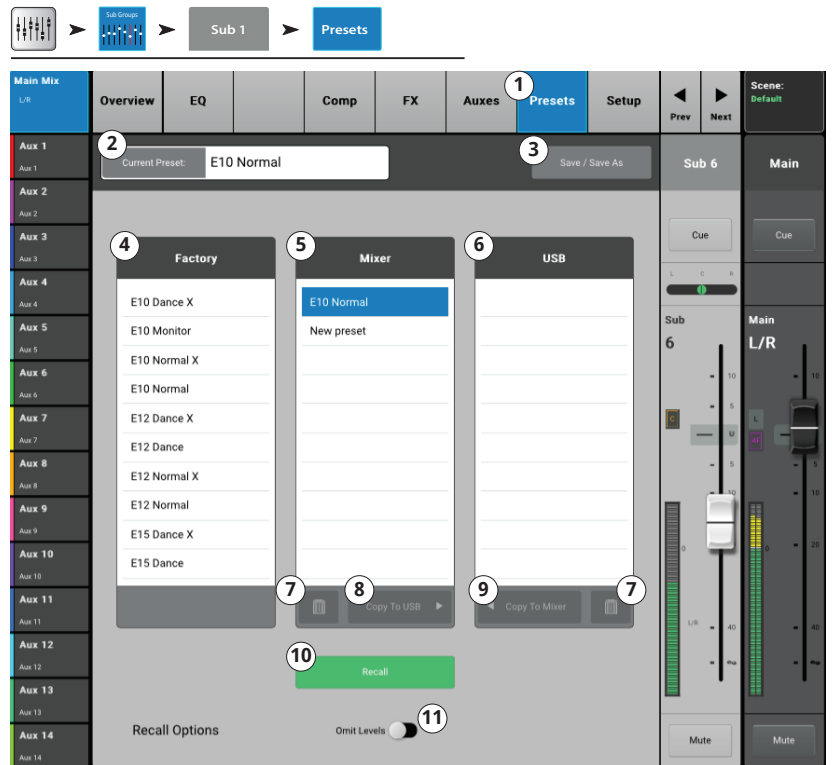 Sub Groups
Sub 1
Presets
Main Mix
L/R
Overview
EQ
Comp
FX
Auxes
1
Presets
Setup
Prev
Next
Scene:
Default
Aux 1
Aux 1
Aux 2
Aux 2
Aux 3
Aux 3
Aux 4
Aux 4
Aux 5
Aux 5
Aux 6
Aux 6
Aux 7
Aux 7
Aux 8
Aux 8
Aux 9
Aux 9
Aux 10
Aux 10
Aux 11
Aux 11
Aux 12
Aux 12
Aux 13
Aux 13
Aux 14
Aux 14
2
Current Preset:
E10 Normal
3
Save / Save As
4
Factory
E10 Dance X
E10 Monitor
E10 Normal X
E10 Normal
E12 Dance X
E12 Dance
E12 Normal X
E12 Normal
E15 Dance X
E15 Dance
5
Mixer
E10 Normal
New preset
6
USB
7
8
Copy To USB
9
Copy To Mixer
7
10
Recall
Recall Options
Omit Levels
11
Sub 6
Cue
L C R
Sub
6
10
5
C
U
5
10
0
L/R
40
∞
Mute
Main
Cue
Main
L/R
10
5
L
AF
5
10
0
20
40
∞
Mute